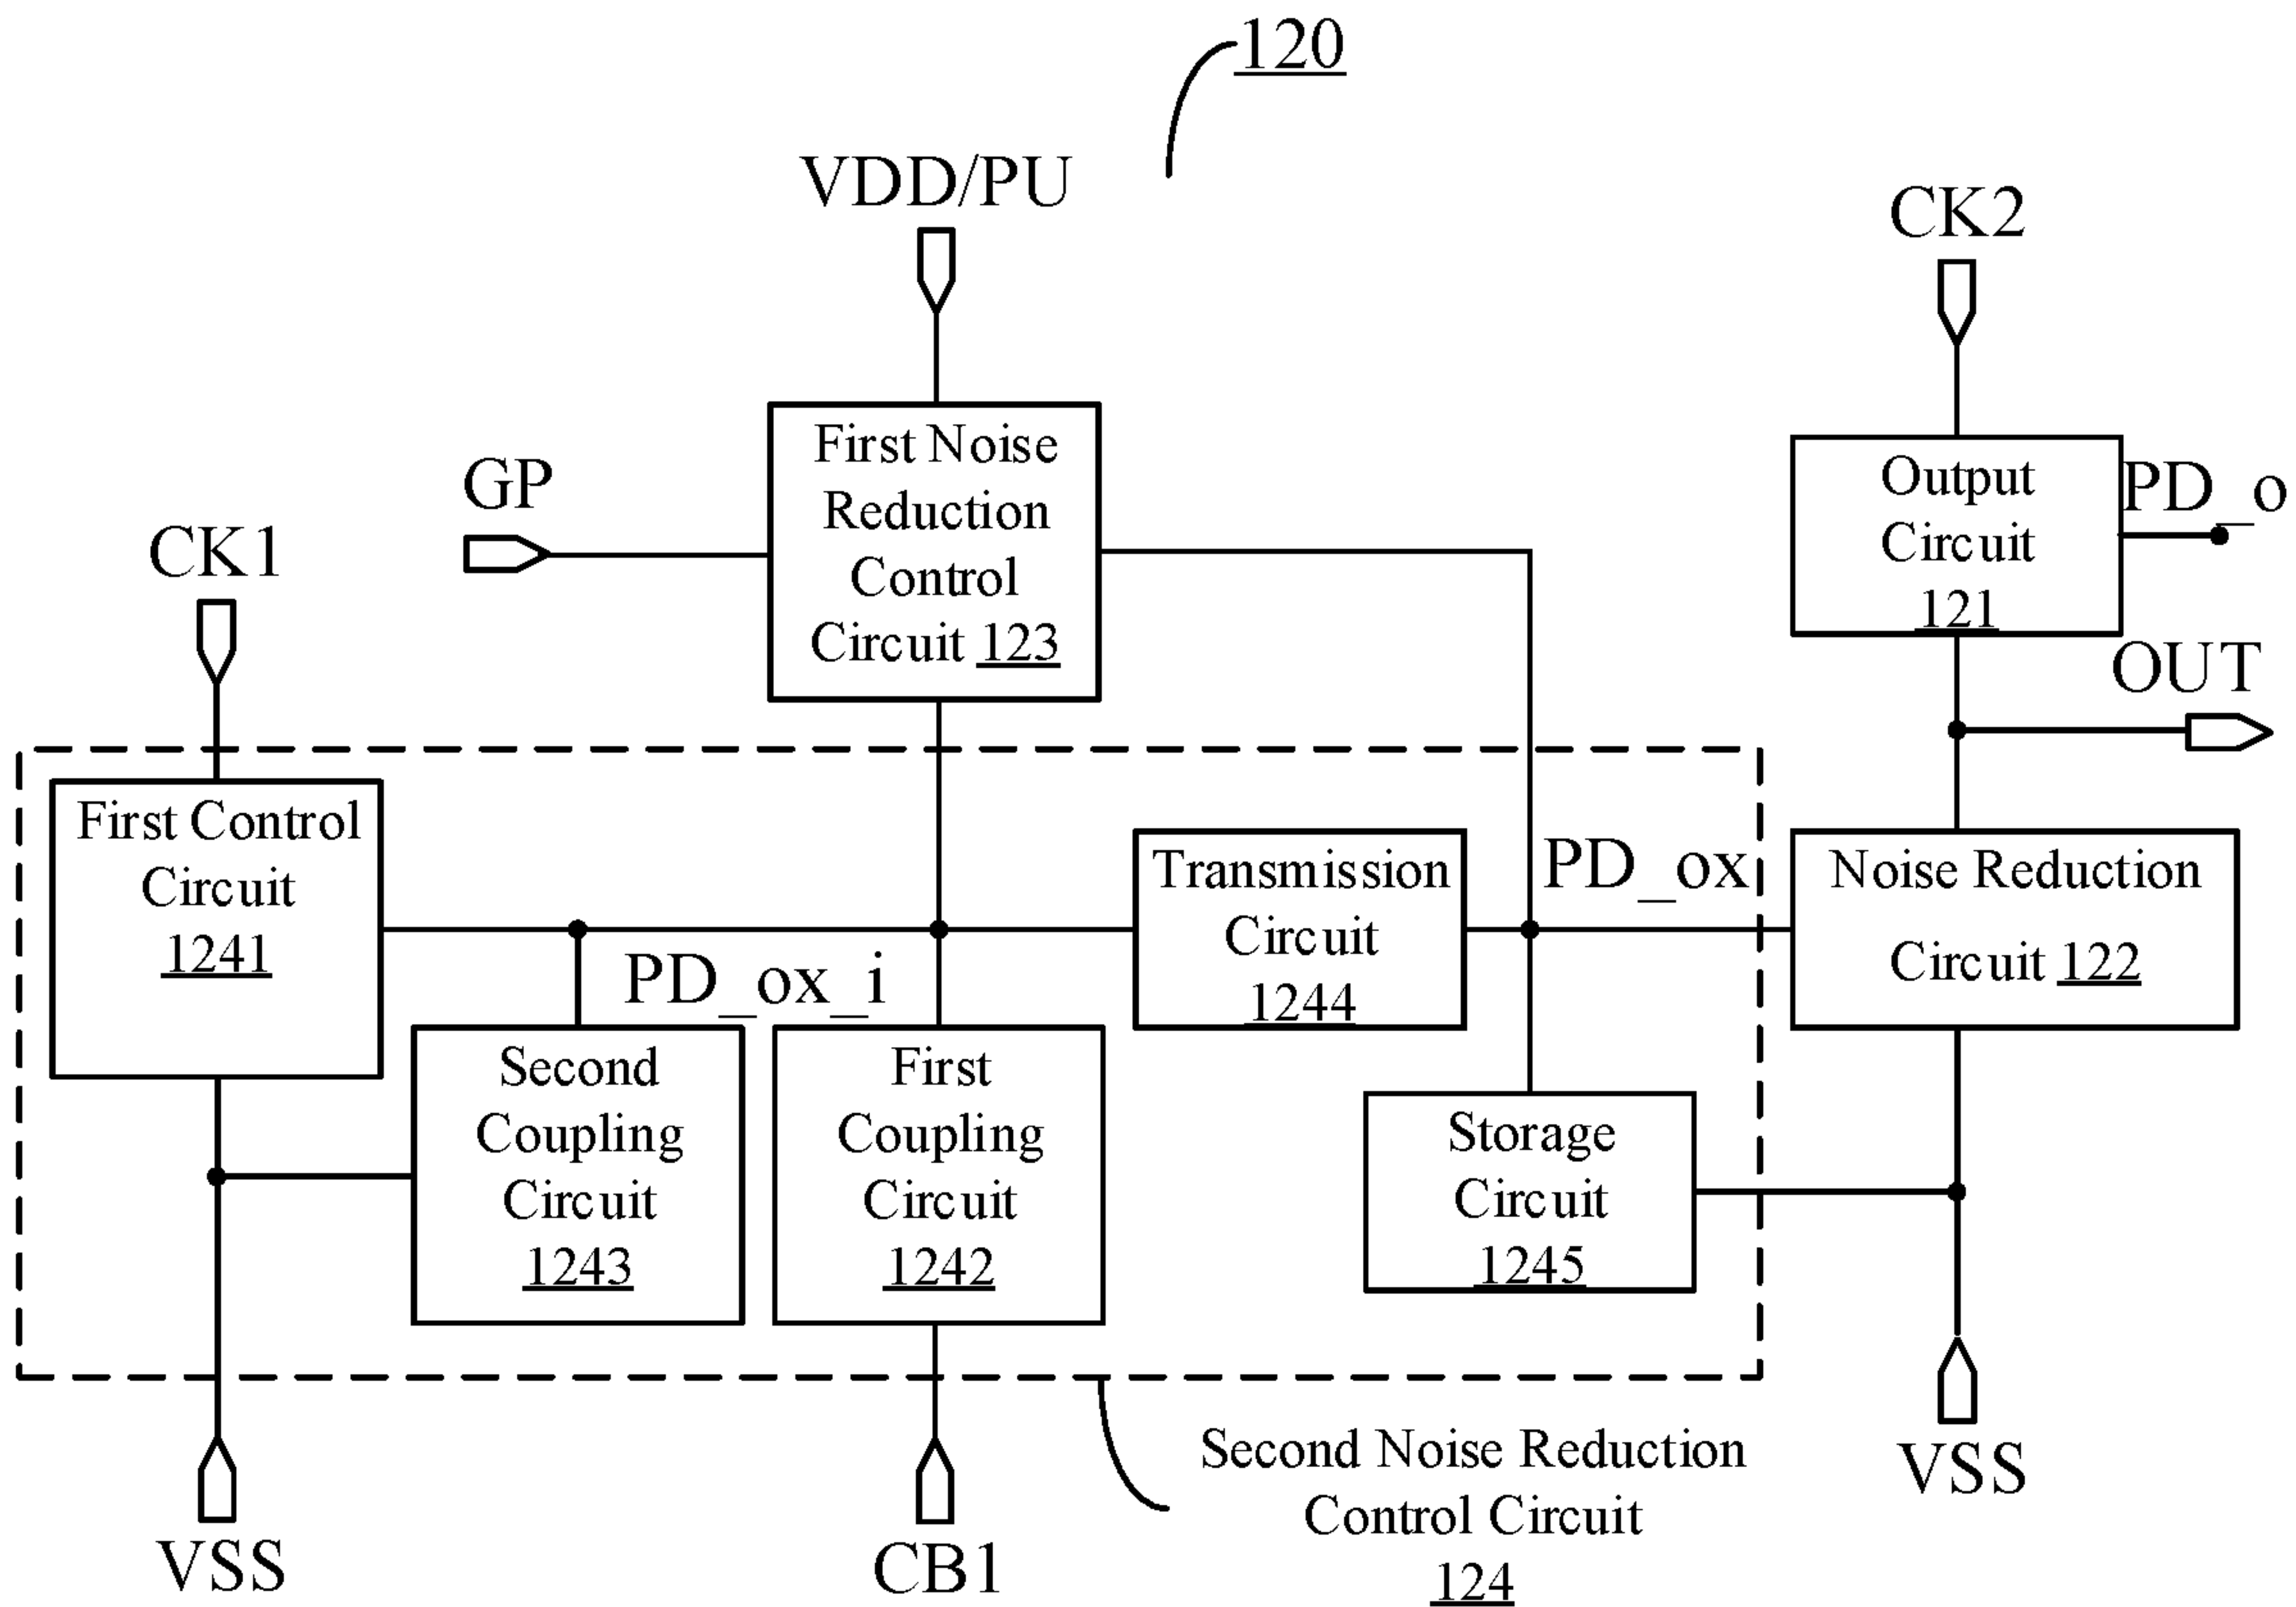 120
VDD/PU
CK2
GP
CK1
First Noise
Reduction
Control
Circuit 123
Output
Circuit
121
PD_o
OUT
First Control
Circuit
1241
PD_ox_i
Transmission
Circuit
1244
PD_ox
Noise Reduction
Circuit 122
Second
Coupling
Circuit
1243
First
Coupling
Circuit
1242
Storage
Circuit
1245
VSS
CB1
Second Noise Reduction
Control Circuit
124
VSS